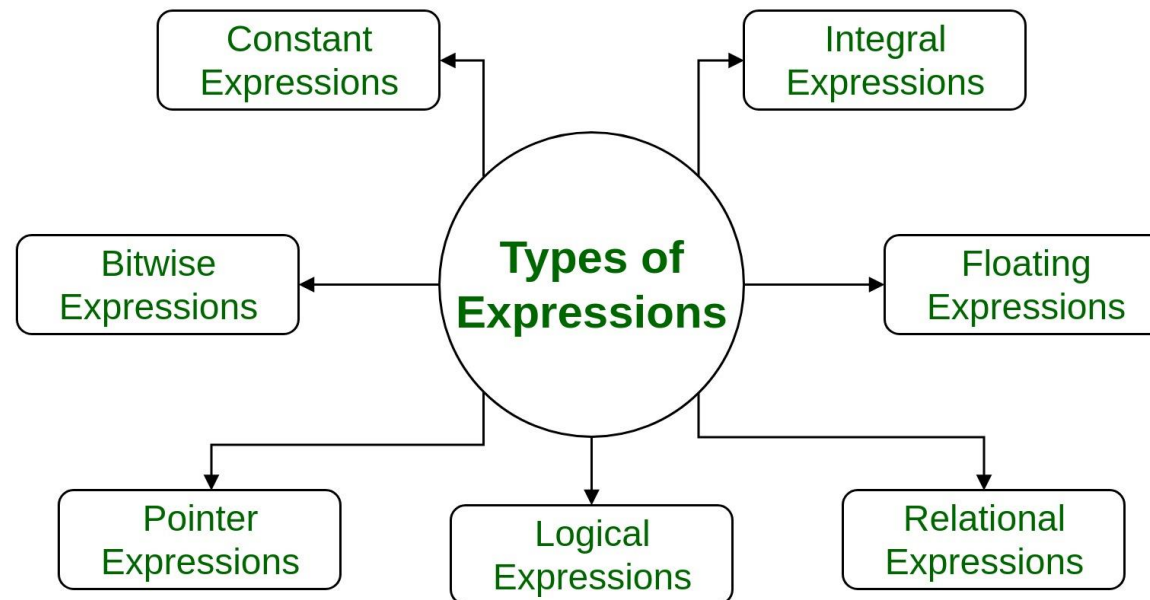 Constant
Expressions
Integral
Expressions
Types of
Expressions
Bitwise
Expressions
Floating
Expressions
Pointer
Expressions
Logical
Expressions
Relational
Expressions